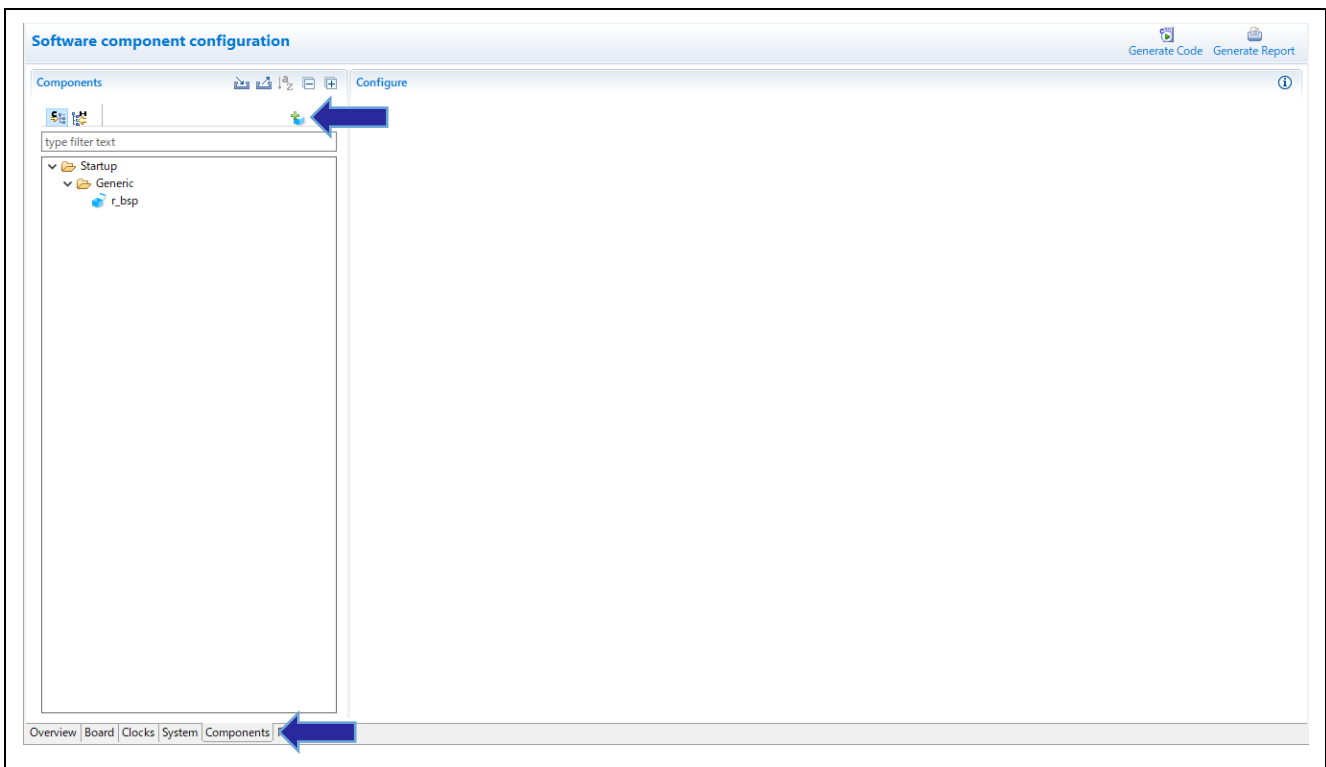 Software component configuration
Generate Code Generate Report
Components
Configure
type filter text
Startup
Generic
r_bsp
Overview Board Clocks System Components